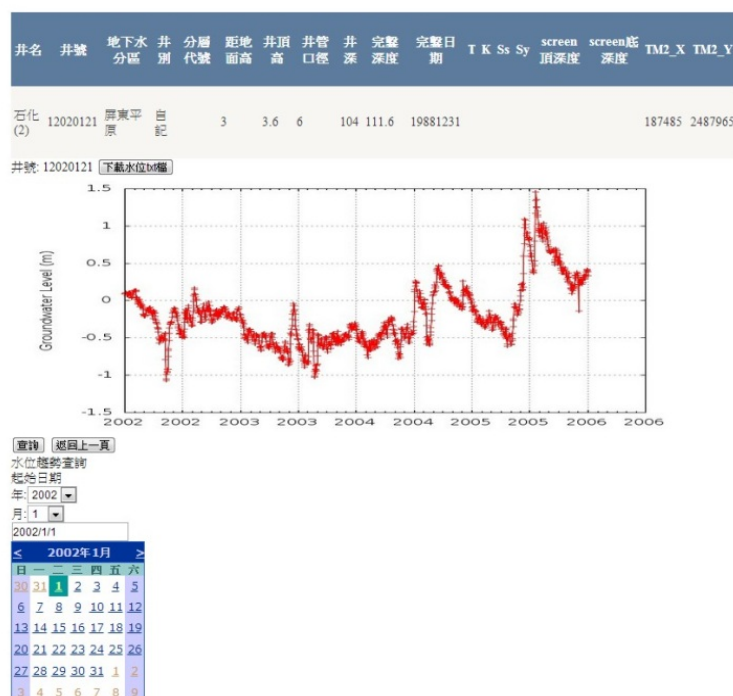 井名 井號 地下水分區 井別 分層代號 距地面高 井頂高 井管口徑 井深 完鑿深度 完鑿日期 T K Ss Sy screen頂深度 screen底深度 TM2_X TM2_Y
石化(2) 12020121 屏東平原 自記 3 3.6 6 104 111.6 19881231 187485 2487965
井號: 12020121 下載水位txt檔
1.5
1
0.5
0
-0.5
-1
-1.5
Groundwater Level (m)
2002 2002 2003 2003 2004 2004 2005 2005 2006 2006
查詢 返回上一頁
水位趨勢查詢
起始日期
年: 2002
月: 1
2002/1/1
< 2002年1月 >
日 一 二 三 四 五 六
30 31 1 2 3 4 5
6 7 8 9 10 11 12
13 14 15 16 17 18 19
20 21 22 23 24 25 26
27 28 29 30 31 1 2
3 4 5 6 7 8 9